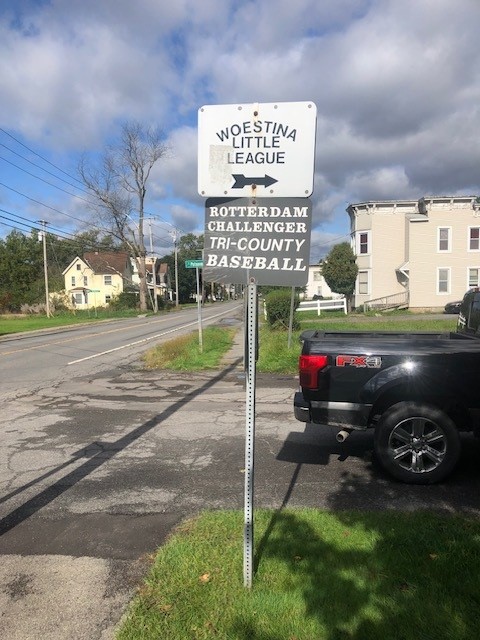 WOESTINA
LITTLE
LEAGUE
ROTTERDAM
CHALLENGER
TRI-COUNTY
BASEBALL
FX4